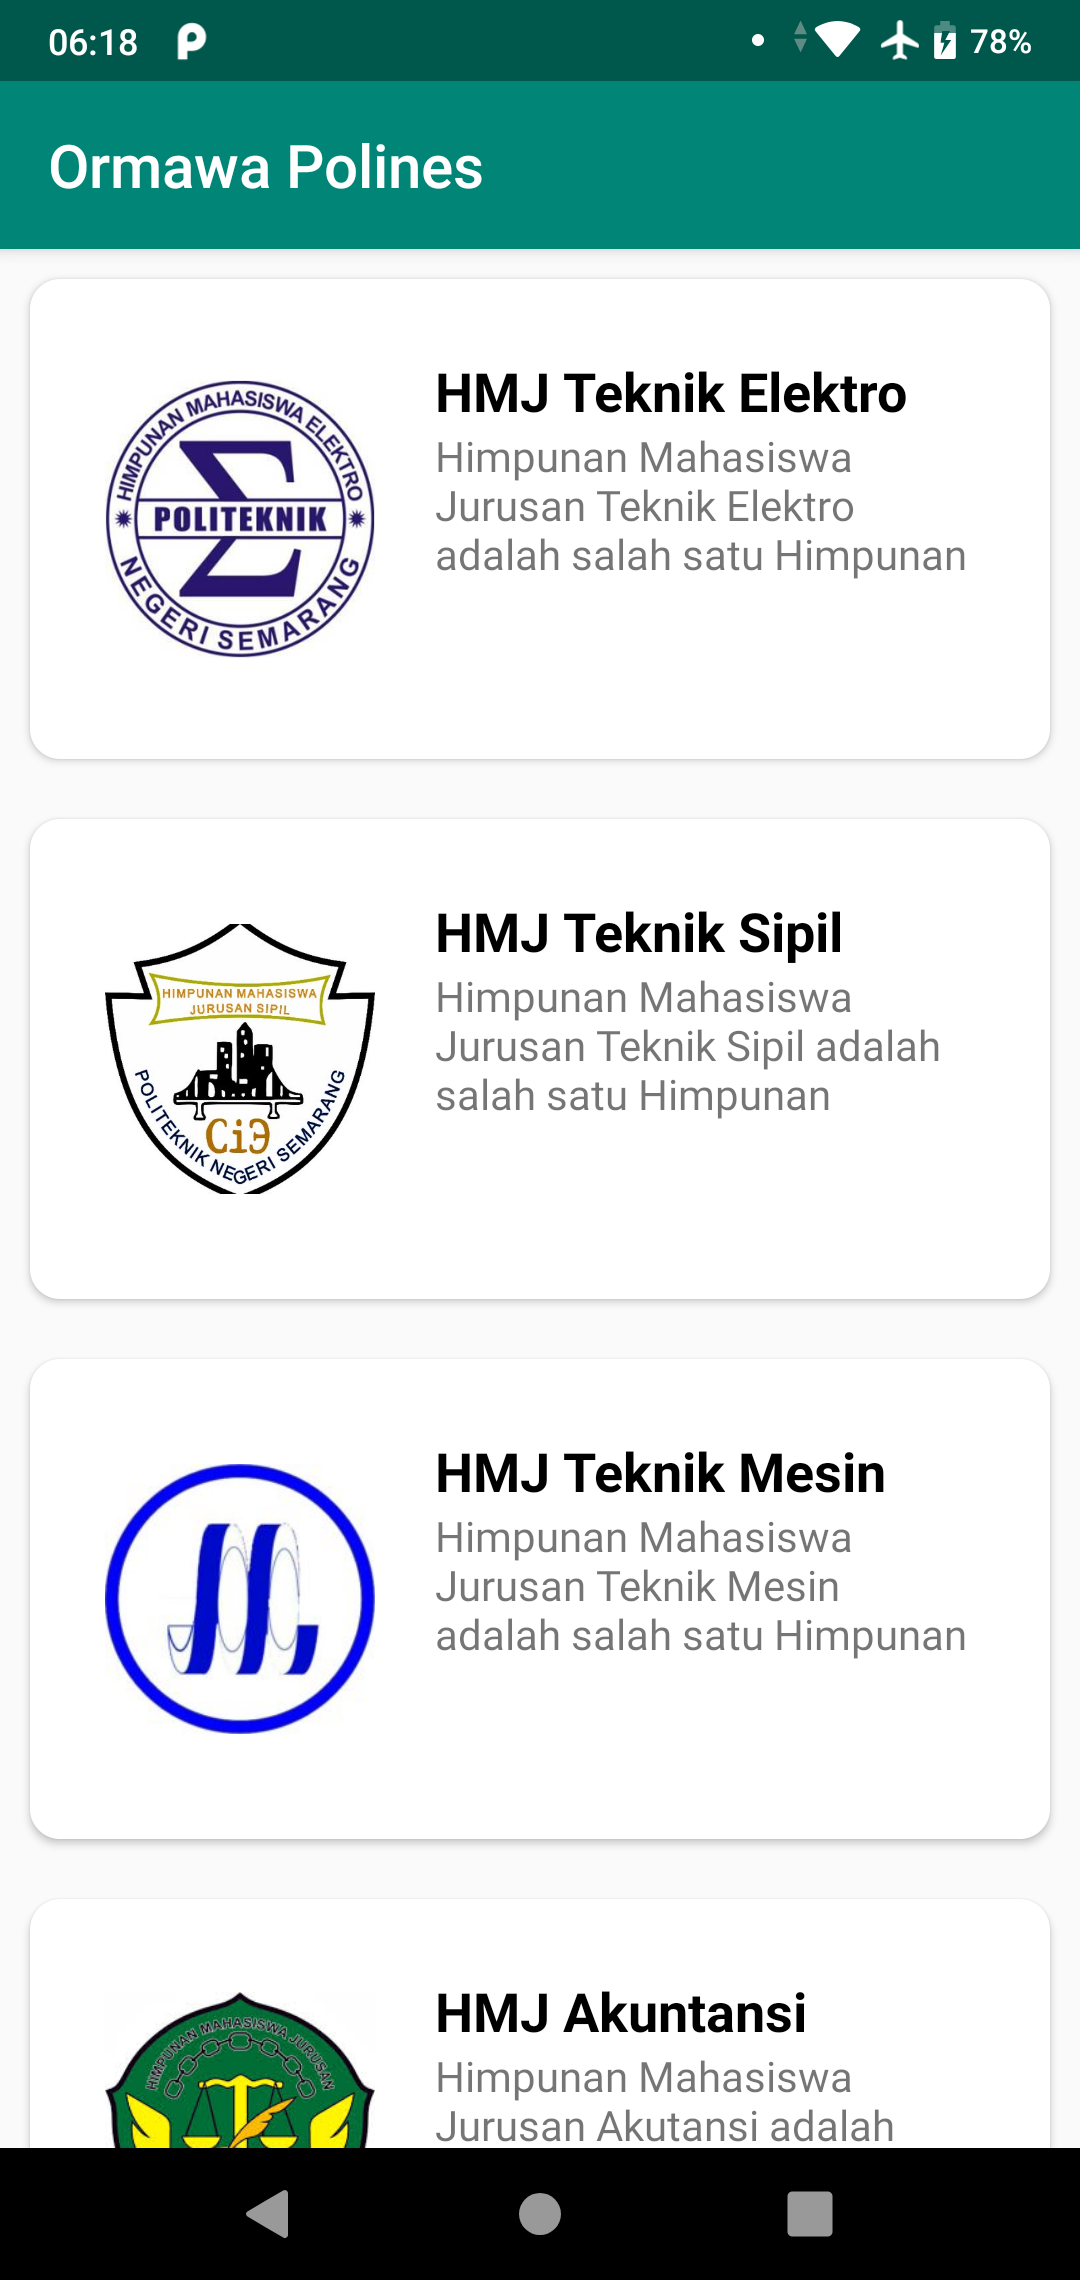 06:18
78%
Ormawa Polines
HIMPUNAN MAHASISWA ELEKTRO
POLITEKNIK
NEGERI SEMARANG
HMJ Teknik Elektro
Himpunan Mahasiswa
Jurusan Teknik Elektro
adalah salah satu Himpunan
HIMPUNAN MAHASISWA
JURUSAN SIPIL
POLITEKNIK NEGERI SEMARANG
HMJ Teknik Sipil
Himpunan Mahasiswa
Jurusan Teknik Sipil adalah
salah satu Himpunan
HMJ Teknik Mesin
Himpunan Mahasiswa
Jurusan Teknik Mesin
adalah salah satu Himpunan
HIMPUNAN MAHASISWA JURUSAN
HMJ Akuntansi
Himpunan Mahasiswa
Jurusan Akutansi adalah